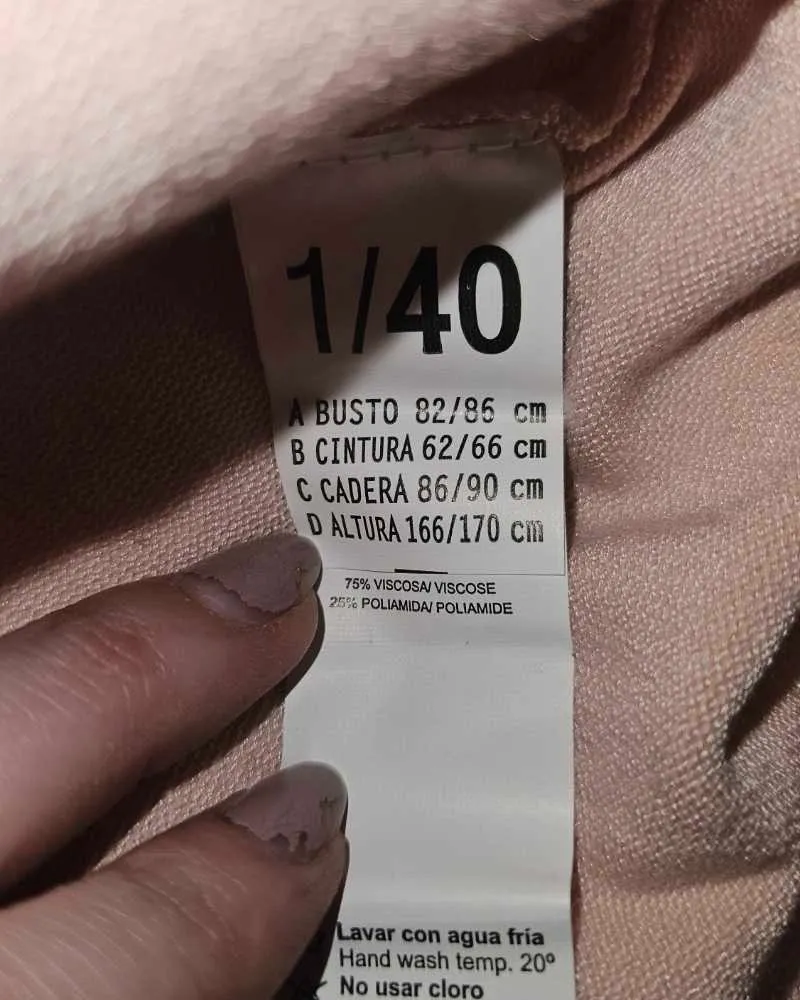 1/40
A BUSTO 82/86 cm
B CINTURA 62/66 cm
C CADERA 86/90 cm
D ALTURA 166/170 cm
75% VISCOSA/ VISCOSE
25% POLIAMIDA/ POLIAMIDE
Lavar con agua fría
Hand wash temp. 20º
No usar cloro